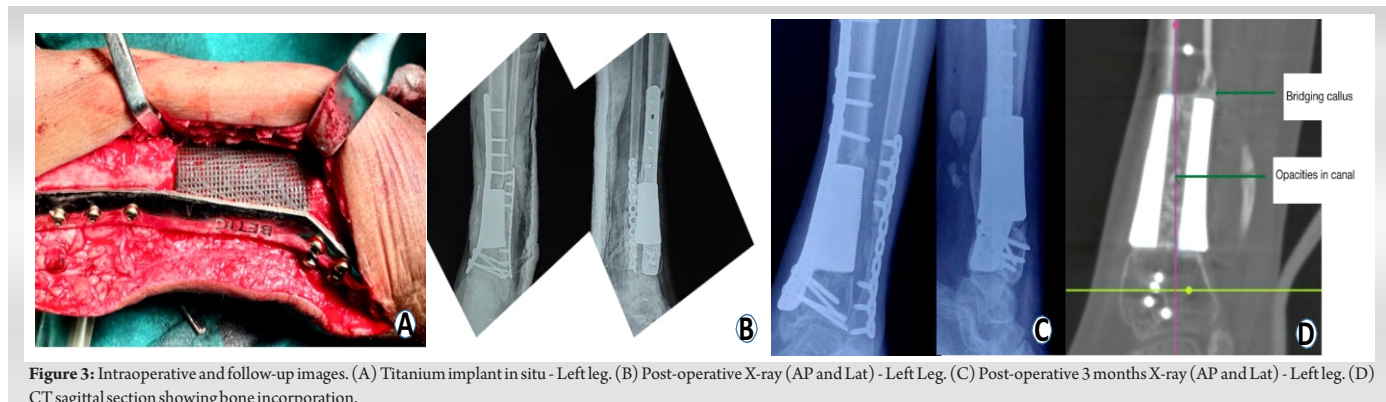 BETIC
A
B
C
Bridging callus
Opacities in canal
D
Figure 3: Intraoperative and follow-up images. (A) Titanium implant in situ - Left leg. (B) Post-operative X-ray (AP and Lat) - Left Leg. (C) Post-operative 3 months X-ray (AP and Lat) - Left leg. (D)
CT sagittal section showing bone incorporation.